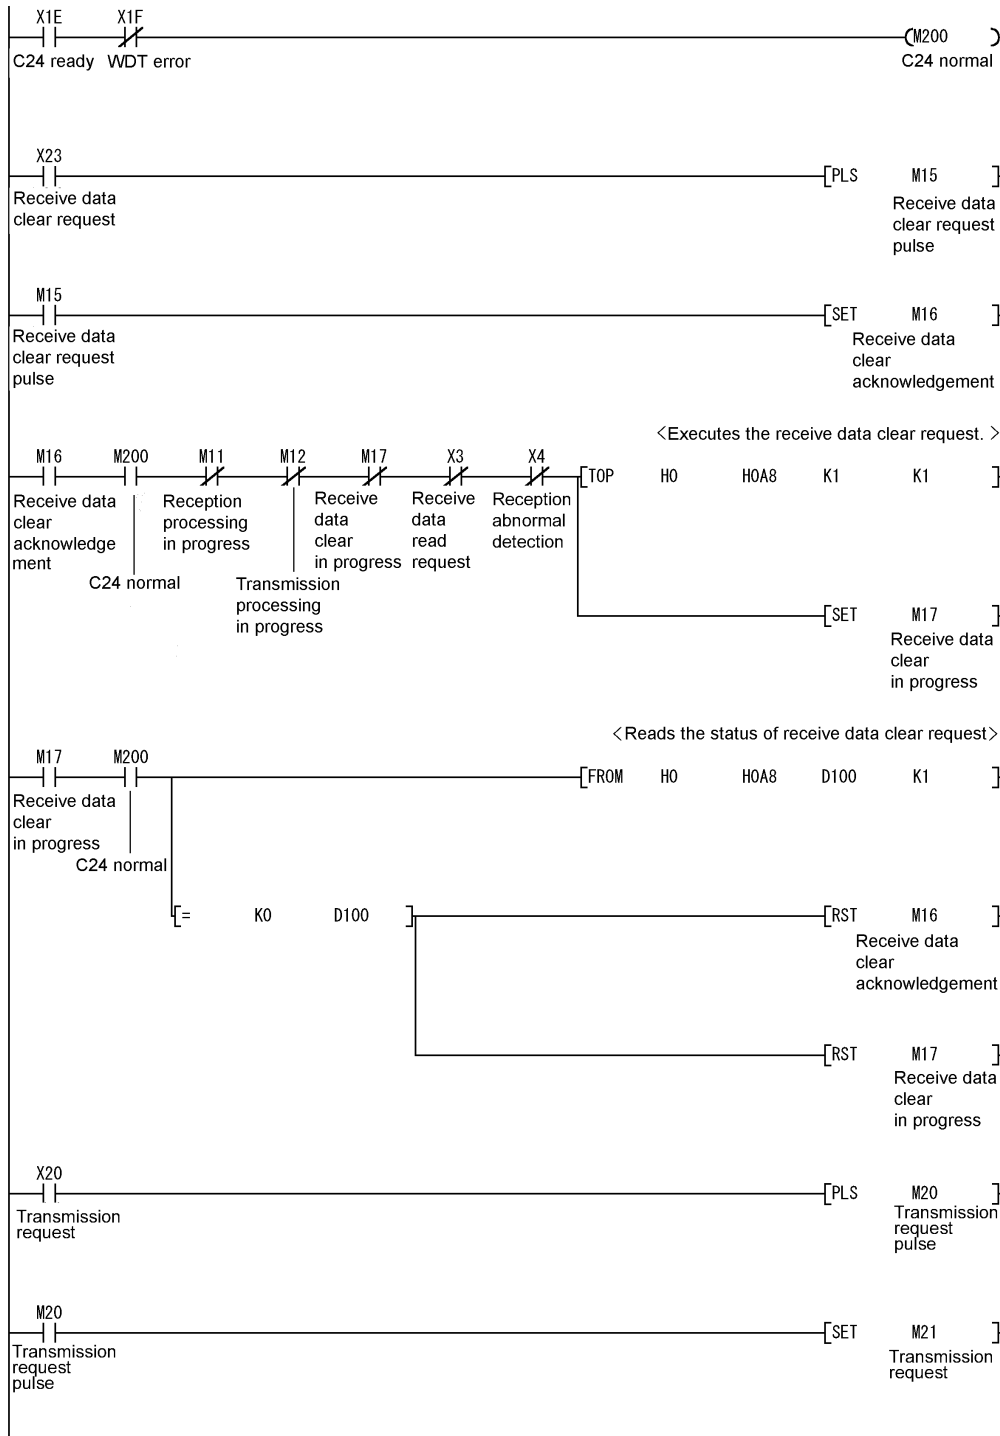 X1E X1F
(M200 )
C24 ready WDT error
C24 normal
X23
[PLS M15 ]
Receive data
clear request
Receive data
clear request
pulse
M15
[SET M16 ]
Receive data
clear request
pulse
Receive data
clear
acknowledgement
<Executes the receive data clear request. >
M16 M200 M11 M12 M17 X3 X4
[TOP H0 H0A8 K1 K1 ]
Receive data
clear
acknowledge
ment
C24 normal
Reception
processing
in progress
Transmission
processing
in progress
Receive
data
clear
in progress
Receive
data
read
request
Reception
abnormal
detection
[SET M17 ]
Receive data
clear
in progress
<Reads the status of receive data clear request>
M17 M200
[FROM H0 H0A8 D100 K1 ]
Receive data
clear
in progress
C24 normal
[= K0 D100 ]
[RST M16 ]
Receive data
clear
acknowledgement
[RST M17 ]
Receive data
clear
in progress
X20
[PLS M20 ]
Transmission
request
Transmission
request
pulse
M20
[SET M21 ]
Transmission
request
pulse
Transmission
request